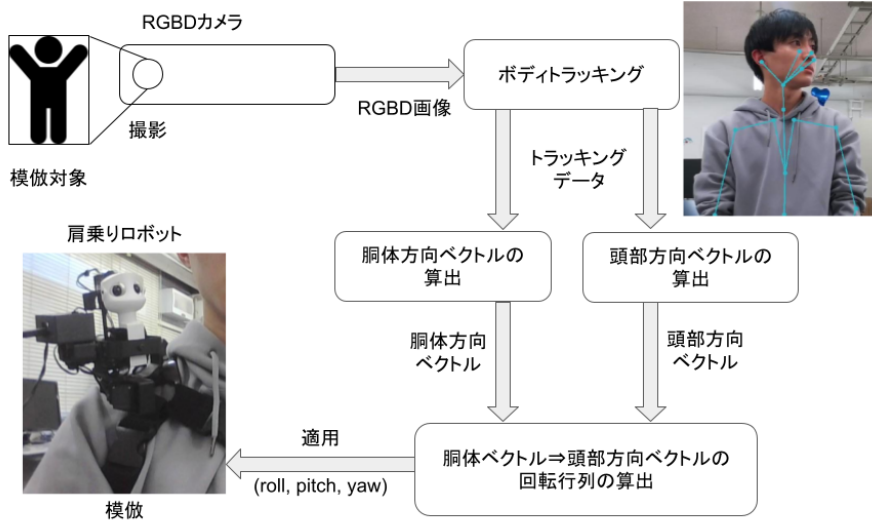 RGBDカメラ
撮影
模倣対象
RGBD画像
ボディトラッキング
トラッキング
データ
胴体方向ベクトルの
算出
頭部方向ベクトルの
算出
胴体方向
ベクトル
頭部方向
ベクトル
胴体ベクトル⇒頭部方向ベクトルの
回転行列の算出
適用
(roll, pitch, yaw)
肩乗りロボット
模倣